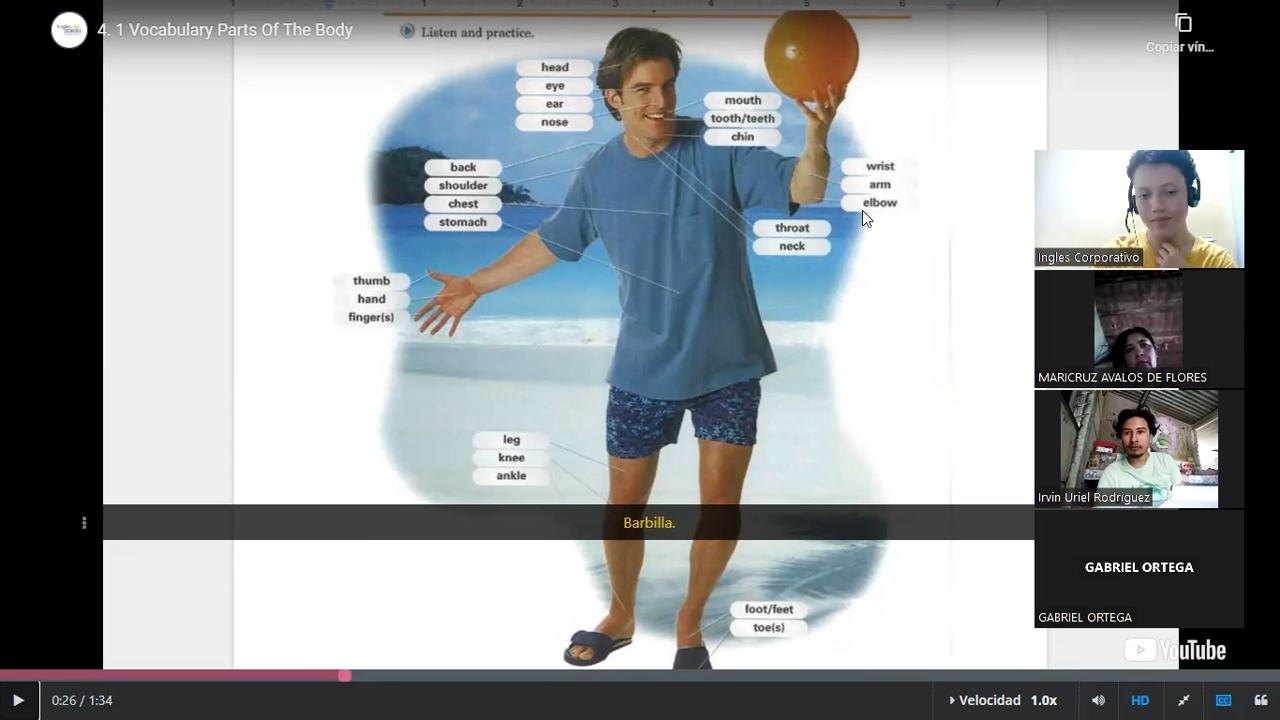 4. 1 Vocabulary Parts Of The Body
Copiar vín...
Listen and practice.
head
eye
ear
nose
mouth
tooth/teeth
chin
back
shoulder
chest
stomach
wrist
arm
elbow
throat
neck
thumb
hand
finger(s)
leg
knee
ankle
foot/feet
toe(s)
Barbilla.
Ingles Corporativo
MARICRUZ AVALOS DE FLORES
Irvin Uriel Rodriguez
GABRIEL ORTEGA
GABRIEL ORTEGA
YouTube
0:26 / 1:34
Velocidad 1.0x
HD
CC